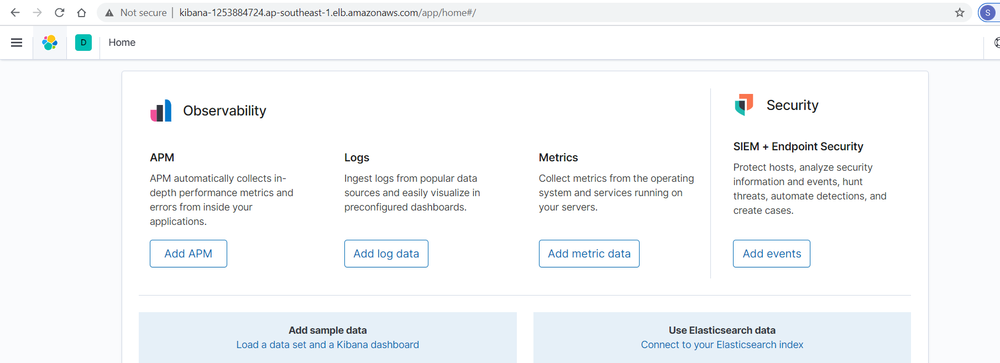 Not secure | kibana-1253884724.ap-southeast-1.elb.amazonaws.com/app/home#/
S
D
Home
Observability
APM
APM automatically collects in-
depth performance metrics and
errors from inside your
applications.
Add APM
Logs
Ingest logs from popular data
sources and easily visualize in
preconfigured dashboards.
Add log data
Metrics
Collect metrics from the operating
system and services running on
your servers.
Add metric data
Security
SIEM + Endpoint Security
Protect hosts, analyze security
information and events, hunt
threats, automate detections, and
create cases.
Add events
Add sample data
Load a data set and a Kibana dashboard
Use Elasticsearch data
Connect to your Elasticsearch index